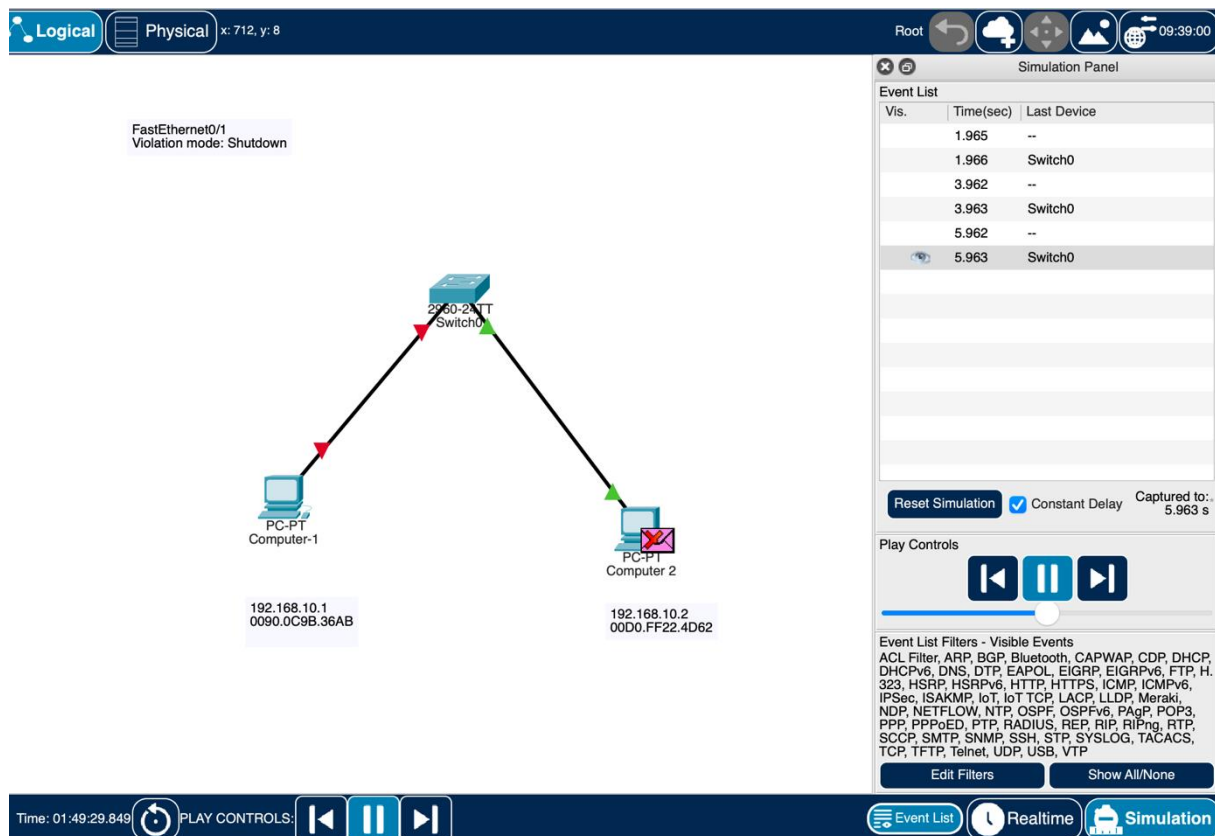 Logical
Physical
x: 712, y: 8
Root
09:39:00
FastEthernet0/1
Violation mode: Shutdown
2960-24TT
Switch0
PC-PT
Computer-1
PC-PT
Computer 2
192.168.10.1
0090.0C9B.36AB
192.168.10.2
00D0.FF22.4D62
Simulation Panel
Event List
Vis. Time(sec) Last Device
1.965 --
1.966 Switch0
3.962 --
3.963 Switch0
5.962 --
5.963 Switch0
Reset Simulation
Constant Delay
Captured to:
5.963 s
Play Controls
Event List Filters - Visible Events
ACL Filter, ARP, BGP, Bluetooth, CAPWAP, CDP, DHCP,
DHCPv6, DNS, DTP, EAPOL, EIGRP, EIGRPv6, FTP, H.
323, HSRP, HSRPv6, HTTP, HTTPS, ICMP, ICMPv6,
IPSec, ISAKMP, IoT, IoT TCP, LACP, LLDP, Meraki,
NDP, NETFLOW, NTP, OSPF, OSPFv6, PAgP, POP3,
PPP, PPPoED, PTP, RADIUS, REP, RIP, RIPng, RTP,
SCCP, SMTP, SNMP, SSH, STP, SYSLOG, TACACS,
TCP, TFTP, Telnet, UDP, USB, VTP
Edit Filters
Show All/None
Time: 01:49:29.849
PLAY CONTROLS:
Event List
Realtime
Simulation